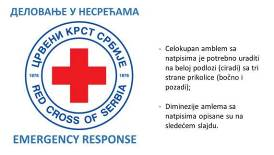 ДЕЛОВАЊЕ У НЕСРЕЋАМА
ЦРВЕНИ КРСТ СРБИЈЕ
1876 1876
RED CROSS OF SERBIA
EMERGENCY RESPONSE
- Celokupan amblem sa
natpisima je potrebno uraditi
na beloj podlozi (ciradi) sa tri
strane prikolice (bočno i
pozadi);
- Diminezije amlema sa
natpisima opisane su na
sledećem slajdu.